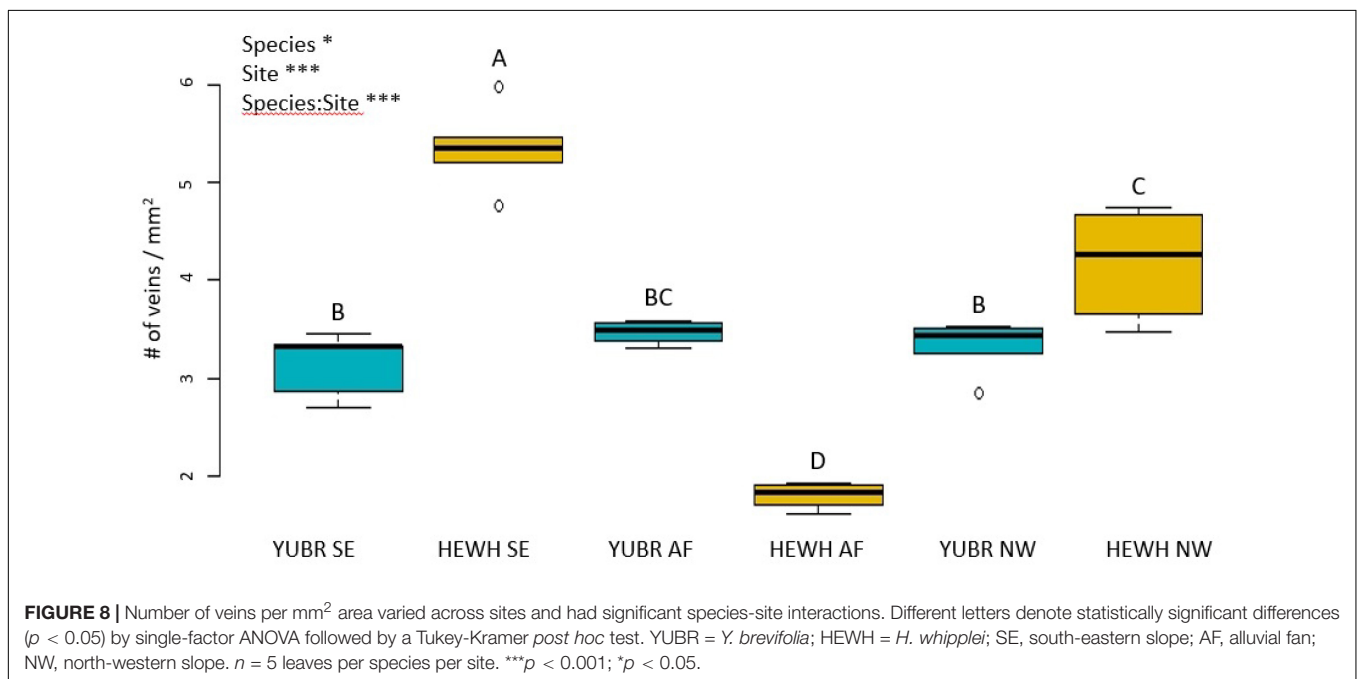 Species *
Site ***
Species:Site ***
# of veins / mm²
6
5
4
3
2
A
B
BC
D
B
C
YUBR SE
HEWH SE
YUBR AF
HEWH AF
YUBR NW
HEWH NW
FIGURE 8 | Number of veins per mm² area varied across sites and had significant species-site interactions. Different letters denote statistically significant differences
(p < 0.05) by single-factor ANOVA followed by a Tukey-Kramer post hoc test. YUBR = Y. brevifolia; HEWH = H. whipplei; SE, south-eastern slope; AF, alluvial fan;
NW, north-western slope. n = 5 leaves per species per site. ***p < 0.001; *p < 0.05.